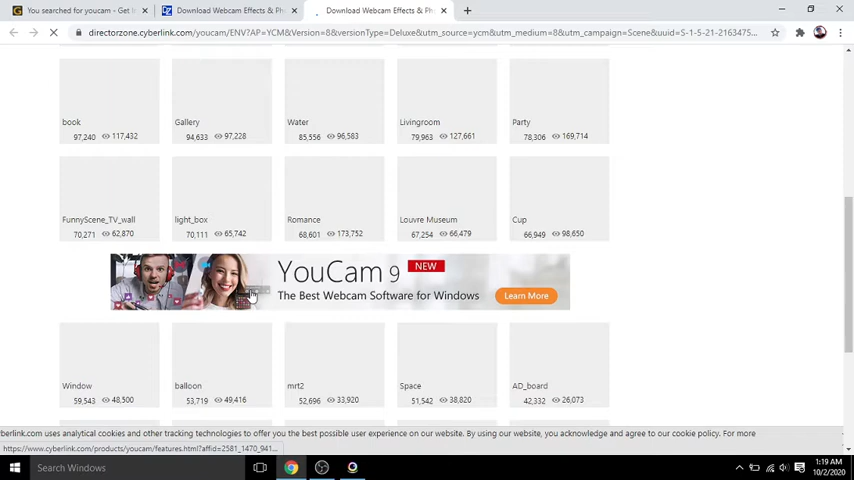 You searched for youcam - Get In
Download Webcam Effects & Ph
Download Webcam Effects & Ph
directorzone.cyberlink.com/youcam/ENV?AP=YCM&Version=8&versionType=Deluxe&utm_source=ycm&utm_medium=8&utm_campaign=Scene&uuid=S-1-5-21-2163475...
book Gallery Water Livingroom Party
97,240 117,432 94,633 97,228 85,556 96,583 79,963 127,661 78,306 169,714
FunnyScene_TV_wall light_box Romance Louvre Museum Cup
70,271 62,870 70,111 65,742 68,601 173,752 67,254 66,479 66,949 98,650
YouCam 9 NEW
The Best Webcam Software for Windows Learn More
Window balloon mrt2 Space AD_board
59,543 48,500 53,719 49,416 52,696 33,920 51,542 38,820 42,332 26,073
yberlink.com uses analytical cookies and other tracking technologies to offer you the best possible user experience on our website. By using our website, you acknowledge and agree to our cookie policy. For more
https://www.cyberlink.com/products/youcam/features.html?affid=2581_1470_941...
Search Windows
1:19 AM
10/2/2020